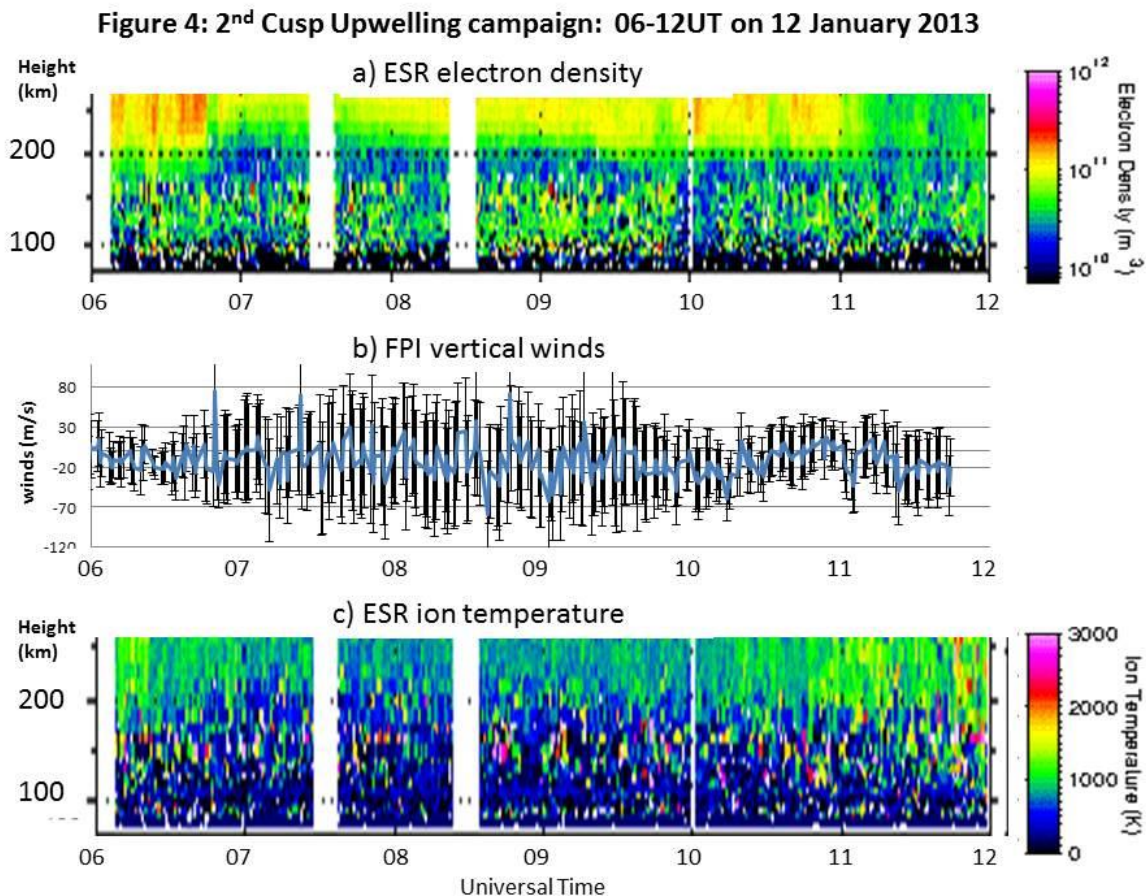 Figure 4: 2nd Cusp Upwelling campaign: 06-12UT on 12 January 2013
Height
(km)
a) ESR electron density
200
100
06 07 08 09 10 11 12
10^12
10^11
10^10
Electron Density (m^3)
b) FPI vertical winds
winds (m/s)
80
30
-20
-70
-120
06 07 08 09 10 11 12
c) ESR ion temperature
Height
(km)
200
100
06 07 08 09 10 11 12
Universal Time
3000
2000
1000
0
Ion Temperature (K)